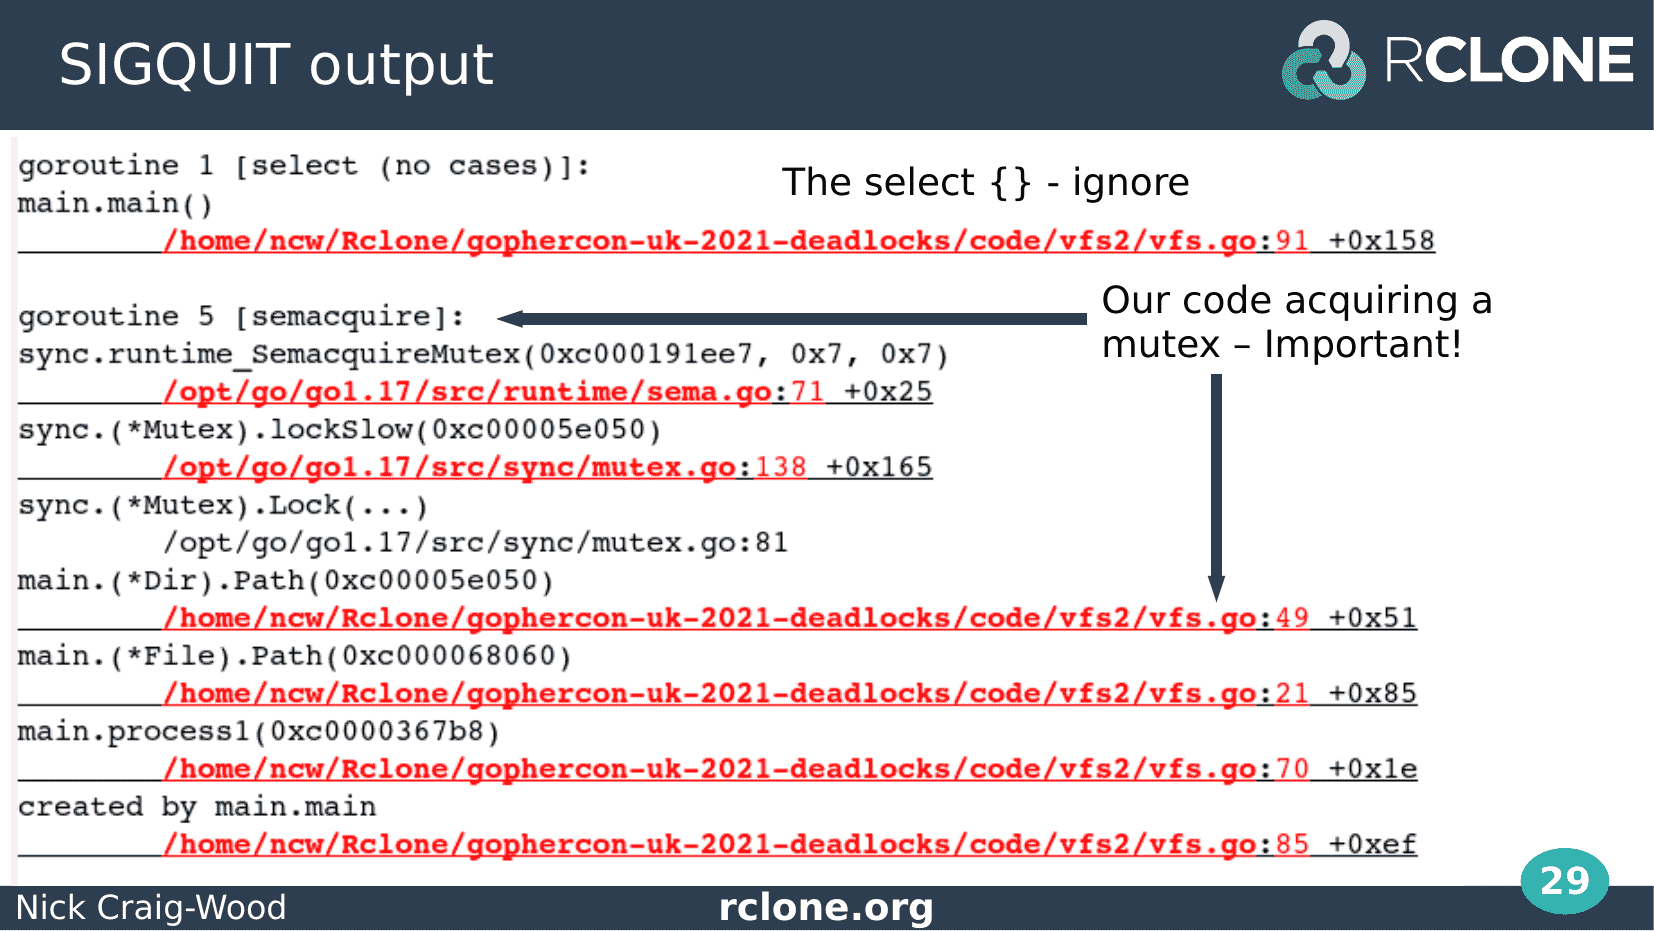 SIGQUIT output
RCLONE
goroutine 1 [select (no cases)]:
The select {} - ignore
main.main()
/home/ncw/Rclone/gophercon-uk-2021-deadlocks/code/vfs2/vfs.go:91 +0x158
Our code acquiring a
mutex – Important!
goroutine 5 [semacquire]:
sync.runtime_SemacquireMutex(0xc000191ee7, 0x7, 0x7)
/opt/go/go1.17/src/runtime/sema.go:71 +0x25
sync.(*Mutex).lockSlow(0xc00005e050)
/opt/go/go1.17/src/sync/mutex.go:138 +0x165
sync.(*Mutex).Lock(...)
/opt/go/go1.17/src/sync/mutex.go:81
main.(*Dir).Path(0xc00005e050)
/home/ncw/Rclone/gophercon-uk-2021-deadlocks/code/vfs2/vfs.go:49 +0x51
main.(*File).Path(0xc000068060)
/home/ncw/Rclone/gophercon-uk-2021-deadlocks/code/vfs2/vfs.go:21 +0x85
main.process1(0xc0000367b8)
/home/ncw/Rclone/gophercon-uk-2021-deadlocks/code/vfs2/vfs.go:70 +0x1e
created by main.main
/home/ncw/Rclone/gophercon-uk-2021-deadlocks/code/vfs2/vfs.go:85 +0xef
Nick Craig-Wood
rclone.org
29